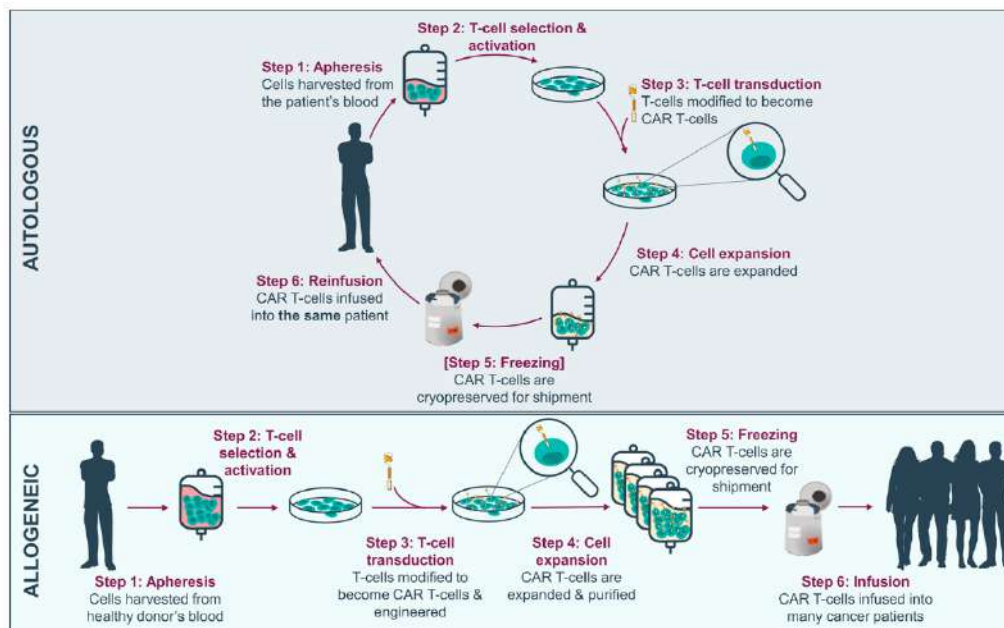 AUTOLOGOUS
Step 1: Apheresis
Cells harvested from
the patient's blood
Step 2: T-cell selection &
activation
Step 3: T-cell transduction
T-cells modified to become
CAR T-cells
Step 4: Cell expansion
CAR T-cells are expanded
[Step 5: Freezing]
CAR T-cells are
cryopreserved for shipment
Step 6: Reinfusion
CAR T-cells infused
into the same patient
ALLOGENEIC
Step 1: Apheresis
Cells harvested from
healthy donor's blood
Step 2: T-cell
selection &
activation
Step 3: T-cell
transduction
T-cells modified to
become CAR T-cells &
engineered
Step 4: Cell
expansion
CAR T-cells are
expanded & purified
Step 5: Freezing
CAR T-cells are
cryopreserved for
shipment
Step 6: Infusion
CAR T-cells infused into
many cancer patients